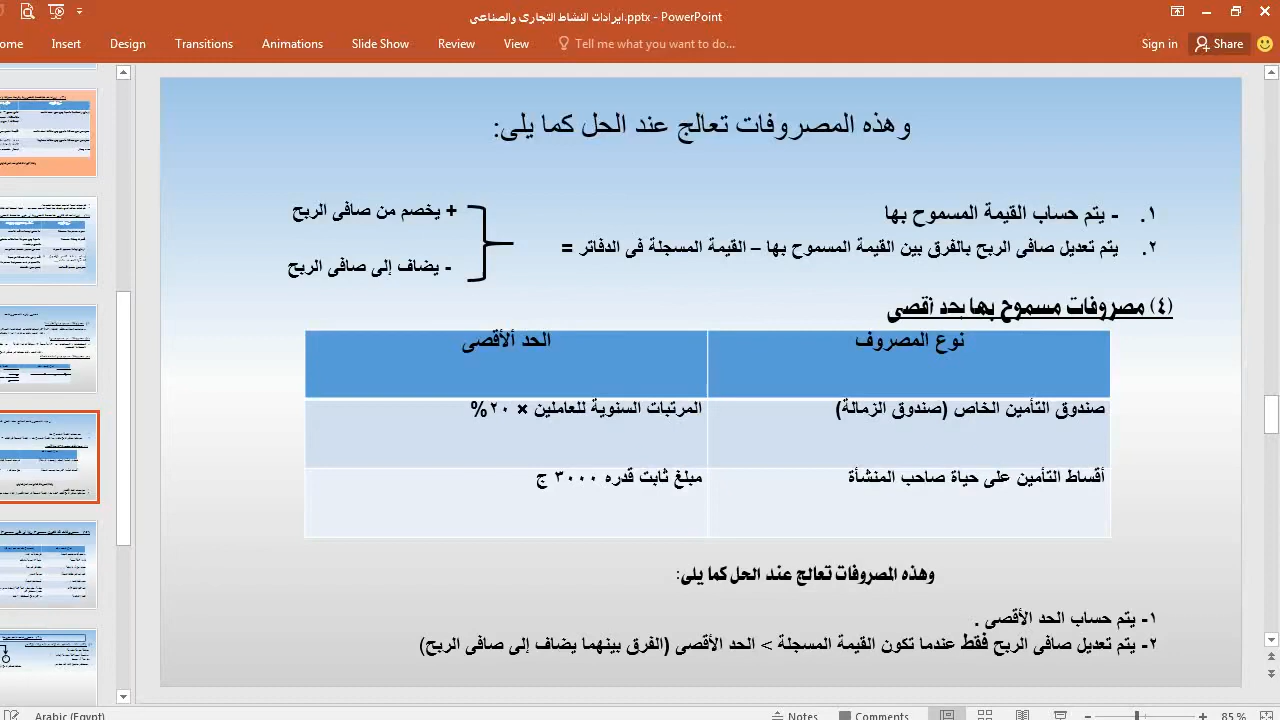 ايرادات النشاط التجارى والصناعى.pptx - PowerPoint
ome Insert Design Transitions Animations Slide Show Review View Tell me what you want to do... Sign in Share
وهذه المصروفات تعالج عند الحل كما يلى:
١. - يتم حساب القيمة المسموح بها
+ يخصم من صافى الربح
٢. يتم تعديل صافى الربح بالفرق بين القيمة المسموح بها – القيمة المسجلة فى الدفاتر =
- يضاف إلى صافى الربح
(٤) مصروفات مسموح بها بحد أقصى
نوع المصروف الحد ألأقصى
صندوق التأمين الخاص (صندوق الزمالة) المرتبات السنوية للعاملين × ٢٠%
أقساط التأمين على حياة صاحب المنشأة مبلغ ثابت قدره ٣٠٠٠ ج
وهذه المصروفات تعالج عند الحل كما يلى:
١- يتم حساب الحد الأقصى .
٢- يتم تعديل صافى الربح فقط عندما تكون القيمة المسجلة > الحد الأقصى (الفرق بينهما يضاف إلى صافى الربح)
Arabic (Egypt) Notes Comments 85 %